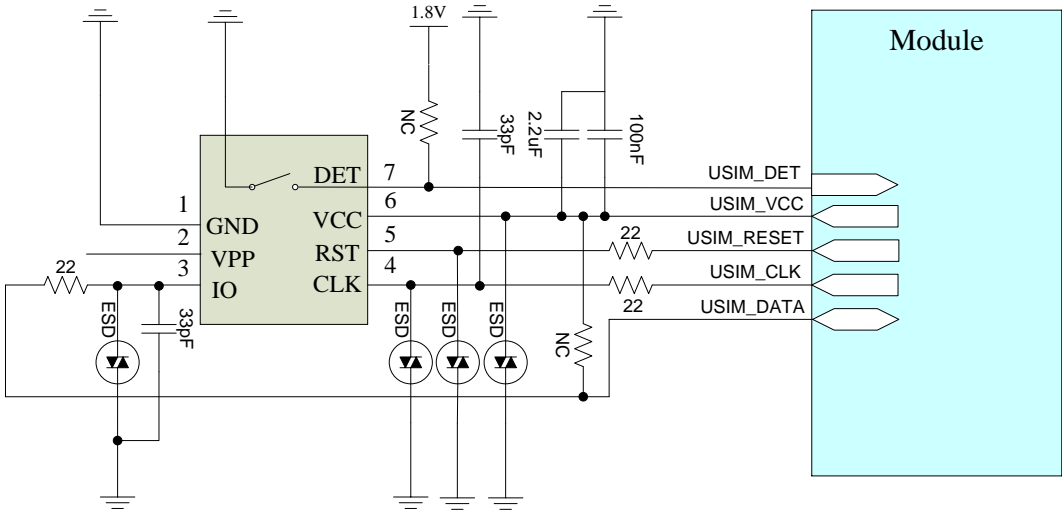 1.8V
Module
NC
33pF
2.2uF
100nF
DET
7
USIM_DET
1
GND
VCC
6
USIM_VCC
2
VPP
RST
5
22
USIM_RESET
22
3
IO
CLK
4
22
USIM_CLK
USIM_DATA
ESD
33pF
ESD
ESD
ESD
NC